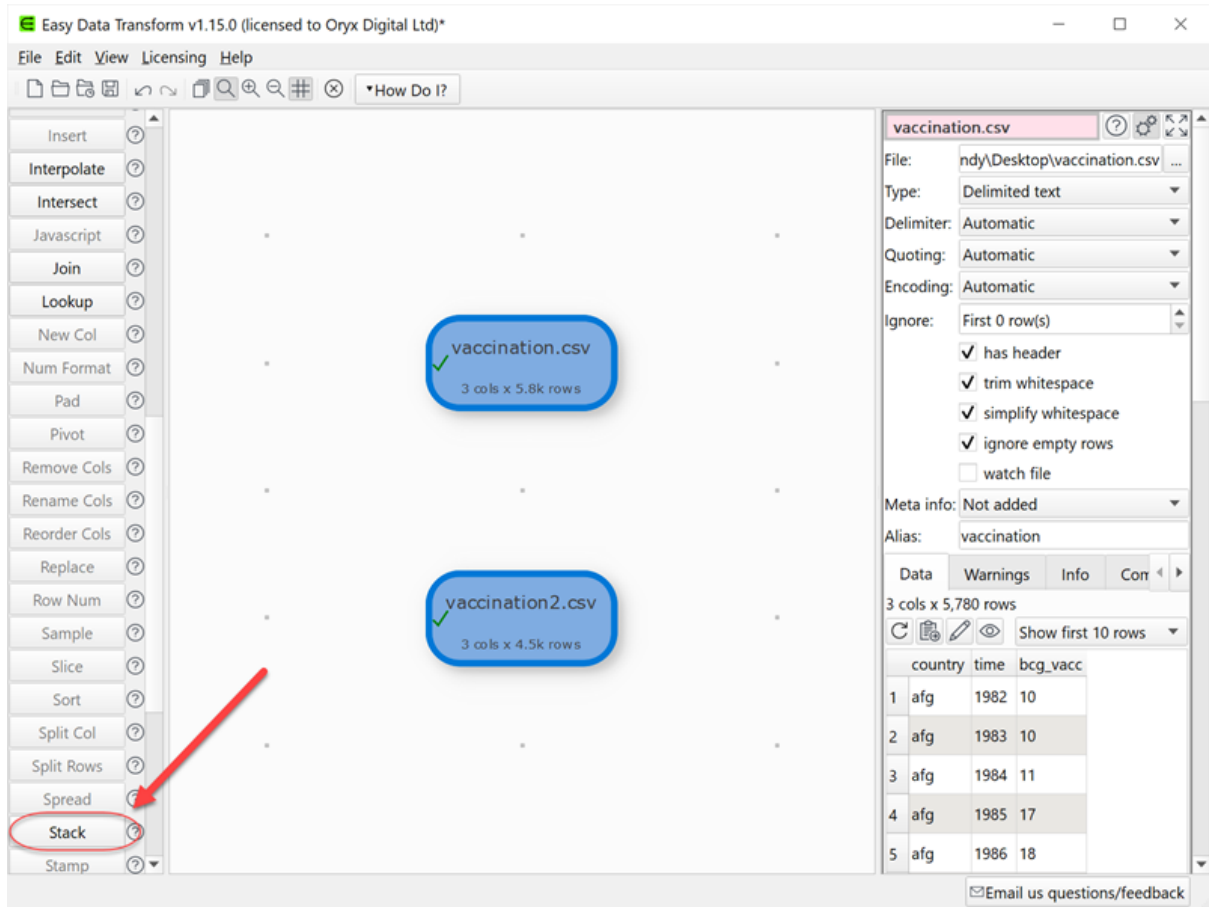 Easy Data Transform v1.15.0 (licensed to Oryx Digital Ltd)*
File Edit View Licensing Help
▾How Do I?
Insert
Interpolate
Intersect
Javascript
Join
Lookup
New Col
Num Format
Pad
Pivot
Remove Cols
Rename Cols
Reorder Cols
Replace
Row Num
Sample
Slice
Sort
Split Col
Split Rows
Spread
Stack
Stamp
vaccination.csv
3 cols x 5.8k rows
vaccination2.csv
3 cols x 4.5k rows
vaccination.csv
File: ndy\Desktop\vaccination.csv ...
Type: Delimited text
Delimiter: Automatic
Quoting: Automatic
Encoding: Automatic
Ignore: First 0 row(s)
has header
trim whitespace
simplify whitespace
ignore empty rows
watch file
Meta info: Not added
Alias: vaccination
Data Warnings Info Com
3 cols x 5,780 rows
Show first 10 rows
country time bcg_vacc
1 afg 1982 10
2 afg 1983 10
3 afg 1984 11
4 afg 1985 17
5 afg 1986 18
Email us questions/feedback